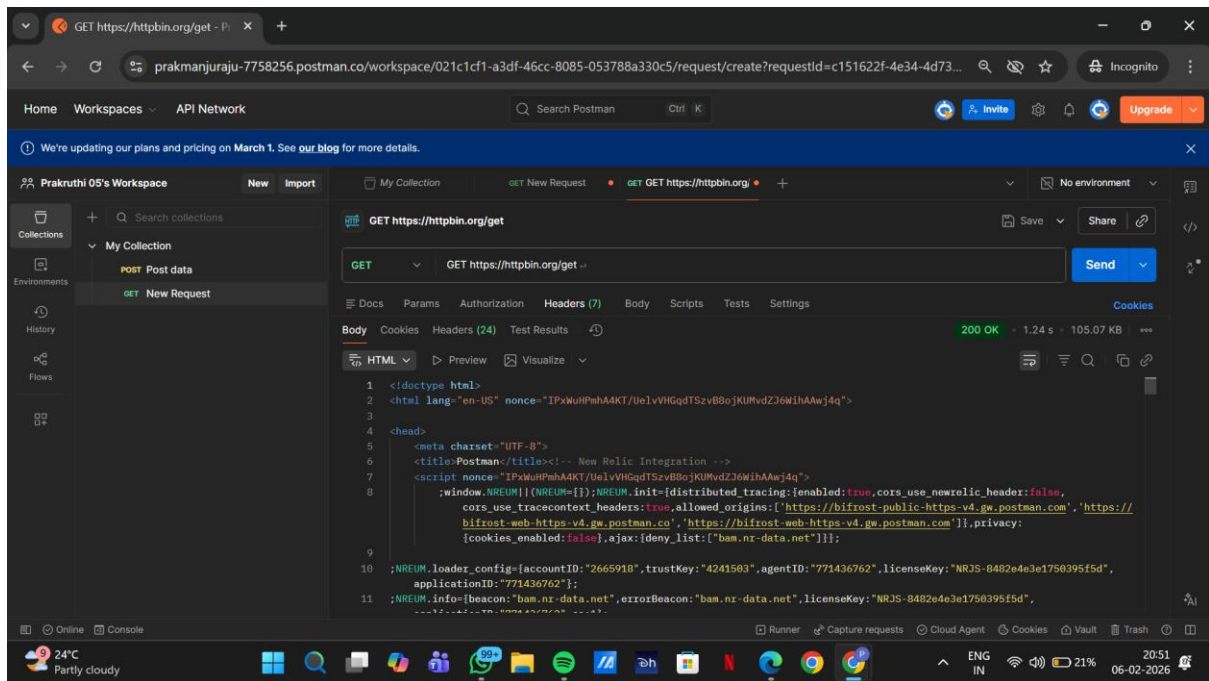 GET https://httpbin.org/get - P
prakmanjuraju-7758256.postman.co/workspace/021c1cf1-a3df-46cc-8085-053788a330c5/request/create?requestId=c151622f-4e34-4d73...
Incognito
Home Workspaces API Network Search Postman Ctrl K Invite Upgrade
We're updating our plans and pricing on March 1. See our blog for more details.
Prakruthi 05's Workspace New Import My Collection GET New Request GET GET https://httpbin.org/ No environment
Collections Search collections GET https://httpbin.org/get Save Share
My Collection
Environments POST Post data GET GET https://httpbin.org/get Send
GET New Request
History Docs Params Authorization Headers (7) Body Scripts Tests Settings Cookies
Flows Body Cookies Headers (24) Test Results 200 OK 1.24 s 105.07 KB
HTML Preview Visualize
1 <!doctype html>
2 <html lang="en-US" nonce="IPxWuHPmhA4KT/UelvVHGqdTSzvB8ojKUMvdZJ6WihAAwj4q">
3
4 <head>
5 <meta charset="UTF-8">
6 <title>Postman</title><!-- New Relic Integration -->
7 <script nonce="IPxWuHPmhA4KT/UelvVHGqdTSzvB8ojKUMvdZJ6WihAAwj4q">
8 ;window.NREUM||(NREUM={});NREUM.init={distributed_tracing:{enabled:true,cors_use_newrelic_header:false,
cors_use_tracecontext_headers:true,allowed_origins:['https://bifrost-public-https-v4.gw.postman.com','https://
bifrost-web-https-v4.gw.postman.co','https://bifrost-web-https-v4.gw.postman.com']},privacy:
{cookies_enabled:false},ajax:{deny_list:["bam.nr-data.net"]}};
9
10 ;NREUM.loader_config={accountID:"2665918",trustKey:"4241503",agentID:"771436762",licenseKey:"NRJS-8482e4e3e1750395f5d",
applicationID:"771436762"};
11 ;NREUM.info={beacon:"bam.nr-data.net",errorBeacon:"bam.nr-data.net",licenseKey:"NRJS-8482e4e3e1750395f5d",
AI
Online Console Runner Capture requests Cloud Agent Cookies Vault Trash
9 24°C
Partly cloudy
99+
ENG
IN
21%
20:51
06-02-2026